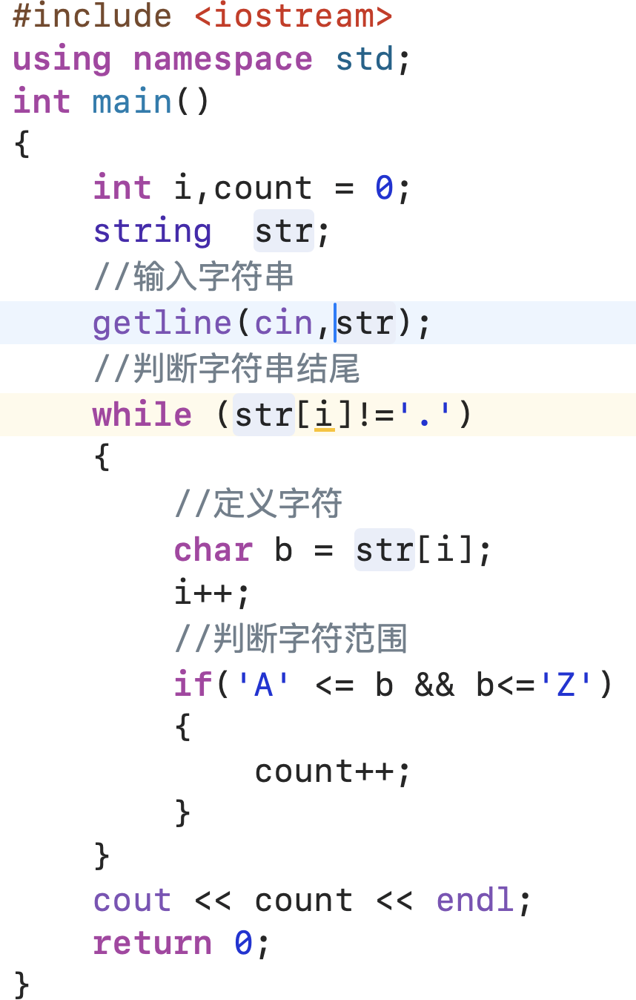 #include <iostream>
using namespace std;
int main()
{
    int i,count = 0;
    string  str;
    //输入字符串
    getline(cin,str);
    //判断字符串结尾
    while (str[i]!='.')
    {
        //定义字符
        char b = str[i];
        i++;
        //判断字符范围
        if('A' <= b && b<='Z')
        {
            count++;
        }
    }
    cout << count << endl;
    return 0;
}